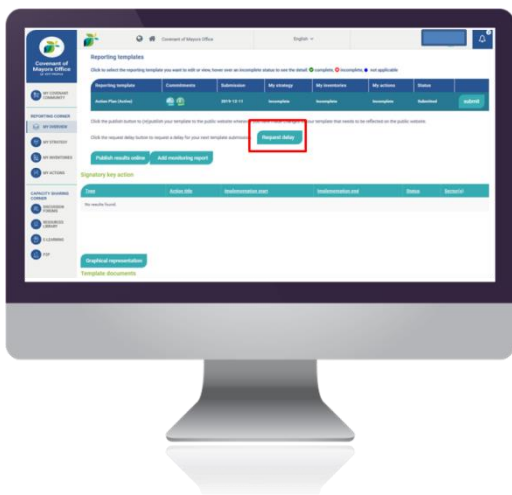 Covenant of Mayors Office
English
Covenant of
Mayors Office
Reporting templates
Click to select the reporting template you want to edit or view, hover over an incomplete status to see the detail: complete, incomplete, not applicable
Reporting template Commitments Submission My strategy My inventories My actions Status
Action Plan (Active) 2019-12-11 Incomplete Incomplete Incomplete Submitted submit
MY COVENANT
COMMUNITY
REPORTING CORNER
MY OVERVIEW
MY STRATEGY
MY INVENTORIES
MY ACTIONS
CAPACITY SHARING
CORNER
DISCUSSION
FORUMS
RESOURCES
LIBRARY
E-LEARNING
Click the publish button to (re)publish your template to the public website your template that needs to be reflected on the public website.
Click the request delay button to request a delay for your next template submission. Request delay
Publish results online Add monitoring report
Signatory key action
Type Action title Implementation start Implementation end Status Sector(s)
No results found.
Graphical representation
Template documents